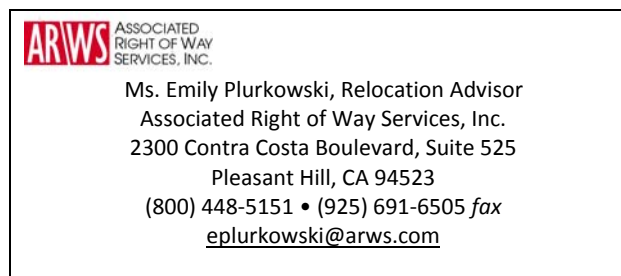 ARWS
ASSOCIATED
RIGHT OF WAY
SERVICES, INC.
Ms. Emily Plurkowski, Relocation Advisor
Associated Right of Way Services, Inc.
2300 Contra Costa Boulevard, Suite 525
Pleasant Hill, CA 94523
(800) 448-5151 • (925) 691-6505 fax
eplurkowski@arws.com